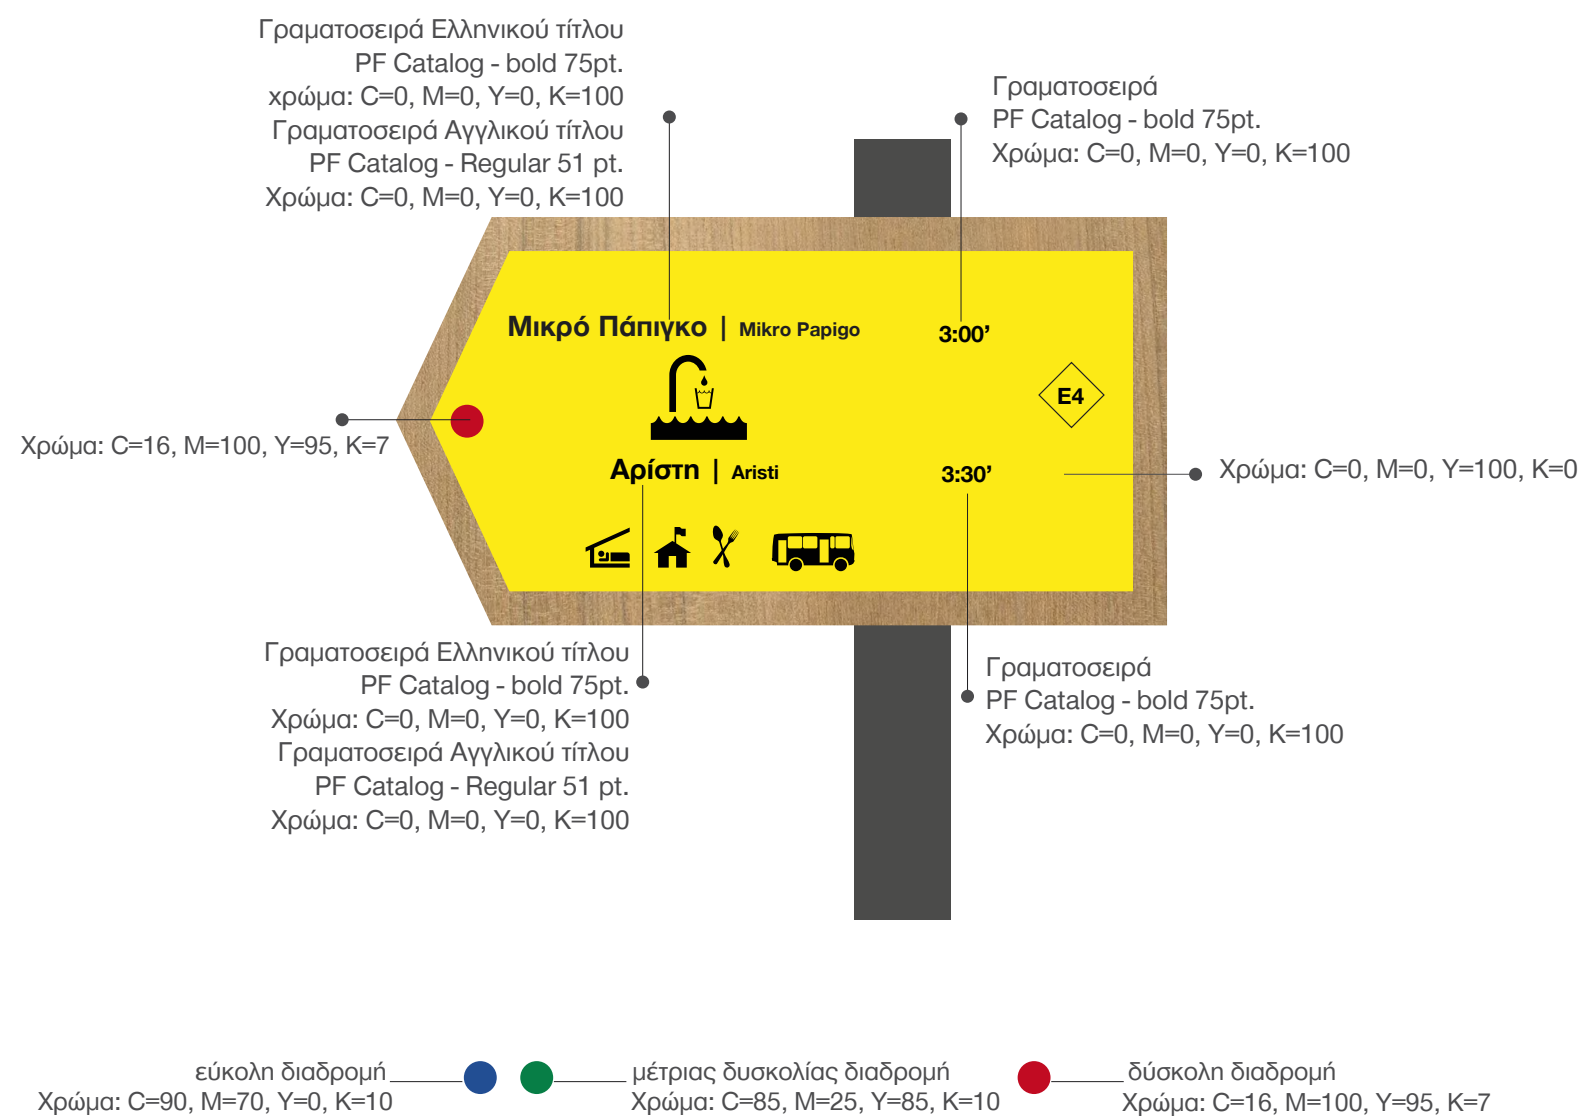 Γραματοσειρά Ελληνικού τίτλου
PF Catalog - bold 75pt.
χρώμα: C=0, M=0, Y=0, K=100
Γραματοσειρά Αγγλικού τίτλου
PF Catalog - Regular 51 pt.
Χρώμα: C=0, M=0, Y=0, K=100
Γραματοσειρά
PF Catalog - bold 75pt.
Χρώμα: C=0, M=0, Y=0, K=100
Μικρό Πάπιγκο | Mikro Papigo 3:00’
E4
Χρώμα: C=16, M=100, Y=95, K=7
Αρίστη | Aristi 3:30’
Χρώμα: C=0, M=0, Y=100, K=0
Γραματοσειρά Ελληνικού τίτλου
PF Catalog - bold 75pt.
Χρώμα: C=0, M=0, Y=0, K=100
Γραματοσειρά Αγγλικού τίτλου
PF Catalog - Regular 51 pt.
Χρώμα: C=0, M=0, Y=0, K=100
Γραματοσειρά
PF Catalog - bold 75pt.
Χρώμα: C=0, M=0, Y=0, K=100
εύκολη διαδρομή
Χρώμα: C=90, M=70, Y=0, K=10
μέτριας δυσκολίας διαδρομή
Χρώμα: C=85, M=25, Y=85, K=10
δύσκολη διαδρομή
Χρώμα: C=16, M=100, Y=95, K=7